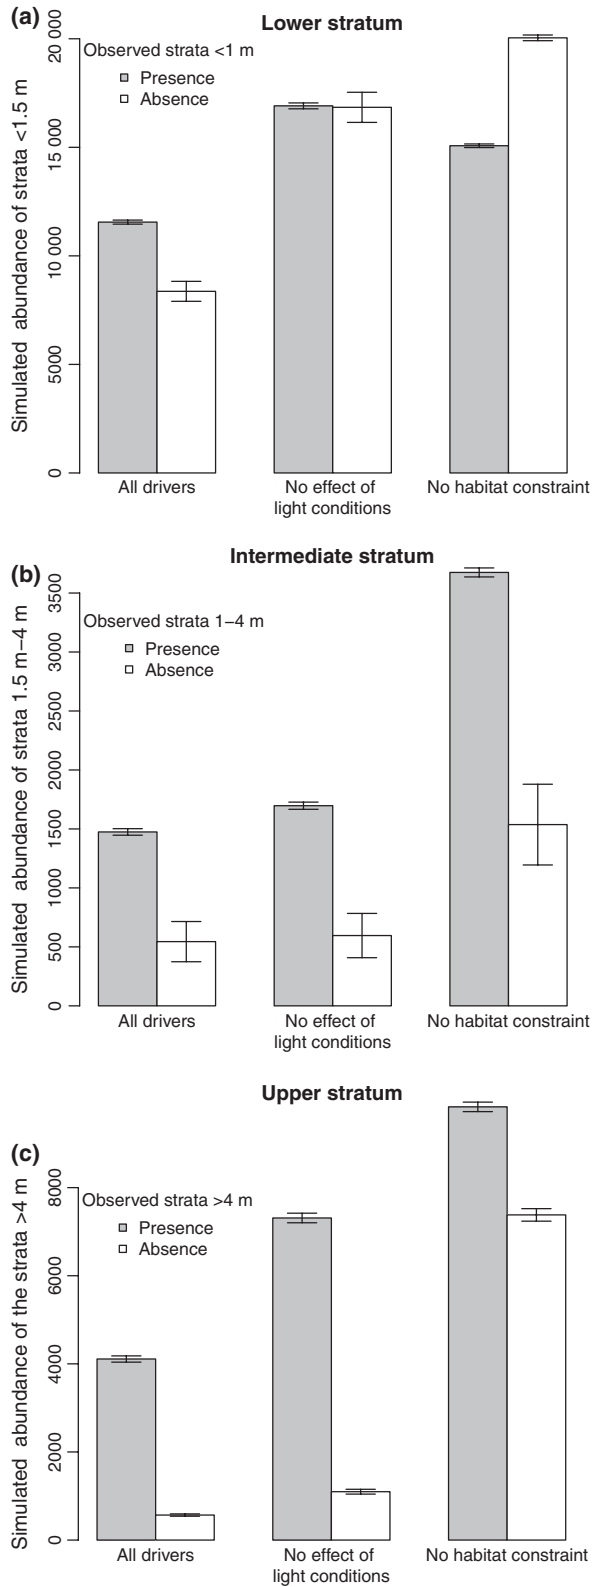 (a)
Lower stratum
Simulated abundance of strata <1.5 m
20 000
15 000
10 000
5000
0
Observed strata <1 m
Presence
Absence
All drivers
No effect of
light conditions
No habitat constraint
(b)
Intermediate stratum
Simulated abundance of strata 1.5 m–4 m
3500
3000
2500
2000
1500
1000
500
0
Observed strata 1–4 m
Presence
Absence
All drivers
No effect of
light conditions
No habitat constraint
Upper stratum
(c)
Simulated abundance of the strata >4 m
8000
6000
4000
2000
0
Observed strata >4 m
Presence
Absence
All drivers
No effect of
light conditions
No habitat constraint